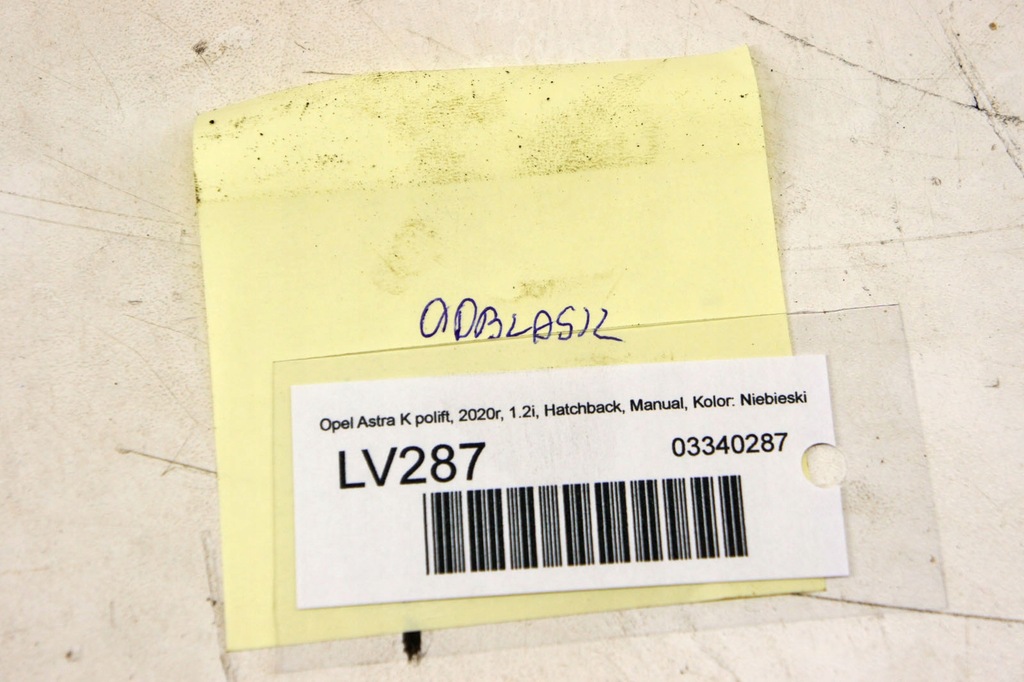 ODBLASK
Opel Astra K polift, 2020r, 1.2i, Hatchback, Manual, Kolor: Niebieski
LV287
03340287